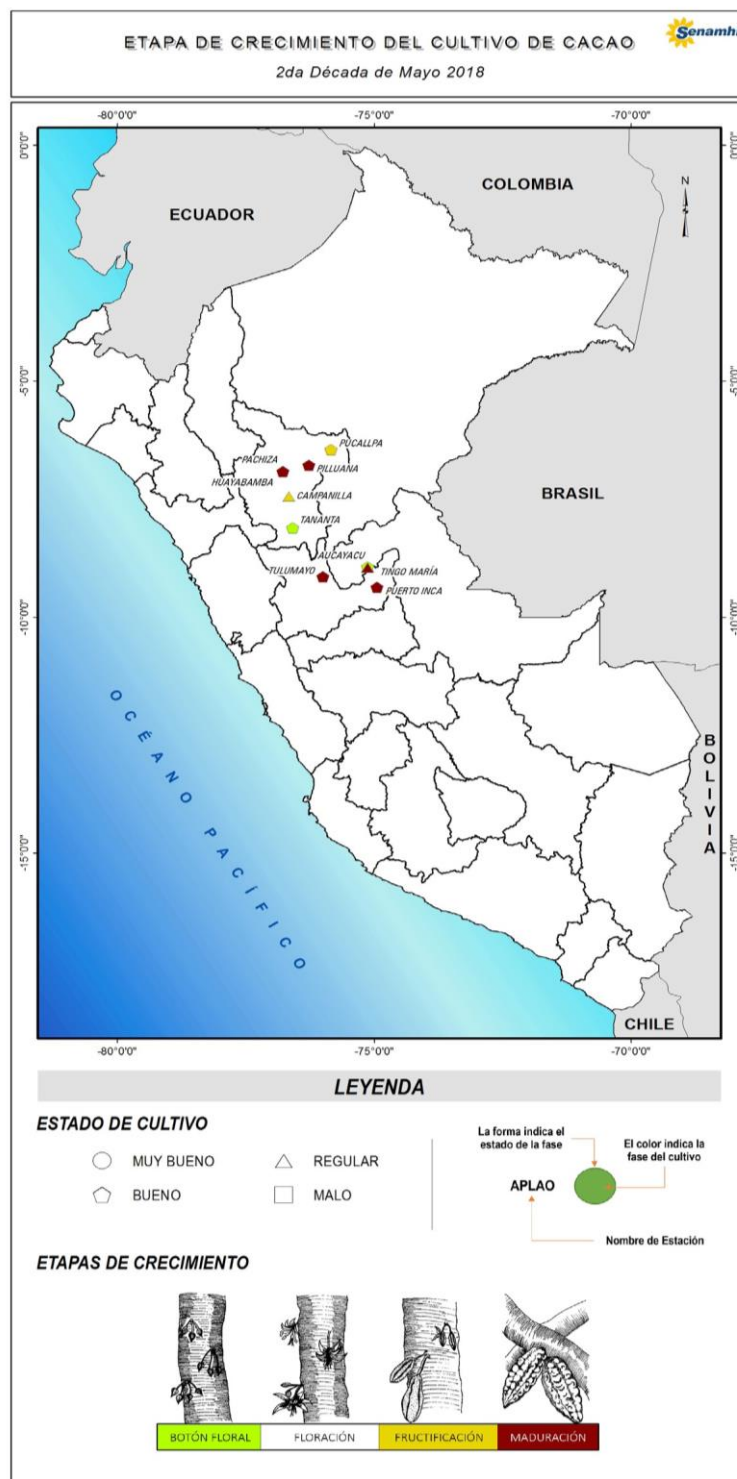 ETAPA DE CRECIMIENTO DEL CULTIVO DE CACAO
Senamhi
2da Década de Mayo 2018
-80°0'0" -75°0'0" -70°0'0"
0°0'0" 0°0'0"
COLOMBIA
N
ECUADOR
-5°0'0" -5°0'0"
PUCALLPA
PACHIZA
PILLUANA
HUAYABAMBA
CAMPANILLA
BRASIL
TANANTA
AUCAYACU
TULUMAYO
TINGO MARÍA
PUERTO INCA
-10°0'0" -10°0'0"
OCÉANO PACÍFICO
BOLIVIA
-15°0'0" -15°0'0"
CHILE
-80°0'0" -75°0'0" -70°0'0"
LEYENDA
ESTADO DE CULTIVO
MUY BUENO
REGULAR
BUENO
MALO
La forma indica el
estado de la fase
El color indica la
fase del cultivo
APLAO
Nombre de Estación
ETAPAS DE CRECIMIENTO
BOTÓN FLORAL
FLORACIÓN
FRUCTIFICACIÓN
MADURACIÓN